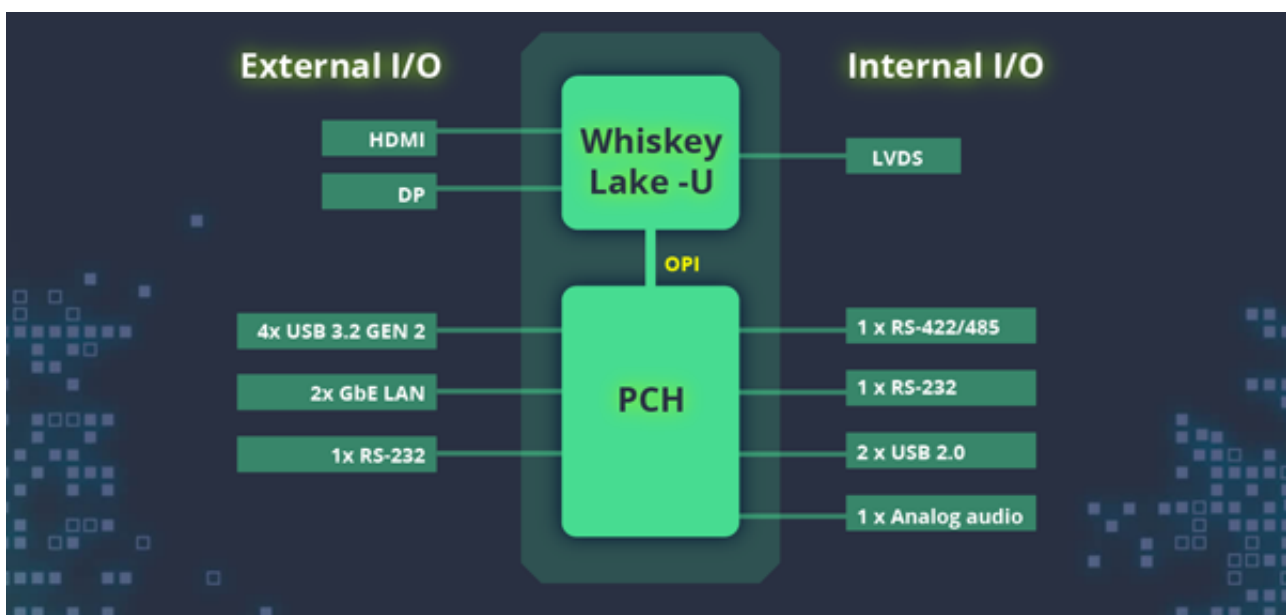 External I/O
Internal I/O
HDMI
DP
Whiskey
Lake -U
LVDS
OPI
4x USB 3.2 GEN 2
2x GbE LAN
1x RS-232
PCH
1 x RS-422/485
1 x RS-232
2 x USB 2.0
1 x Analog audio